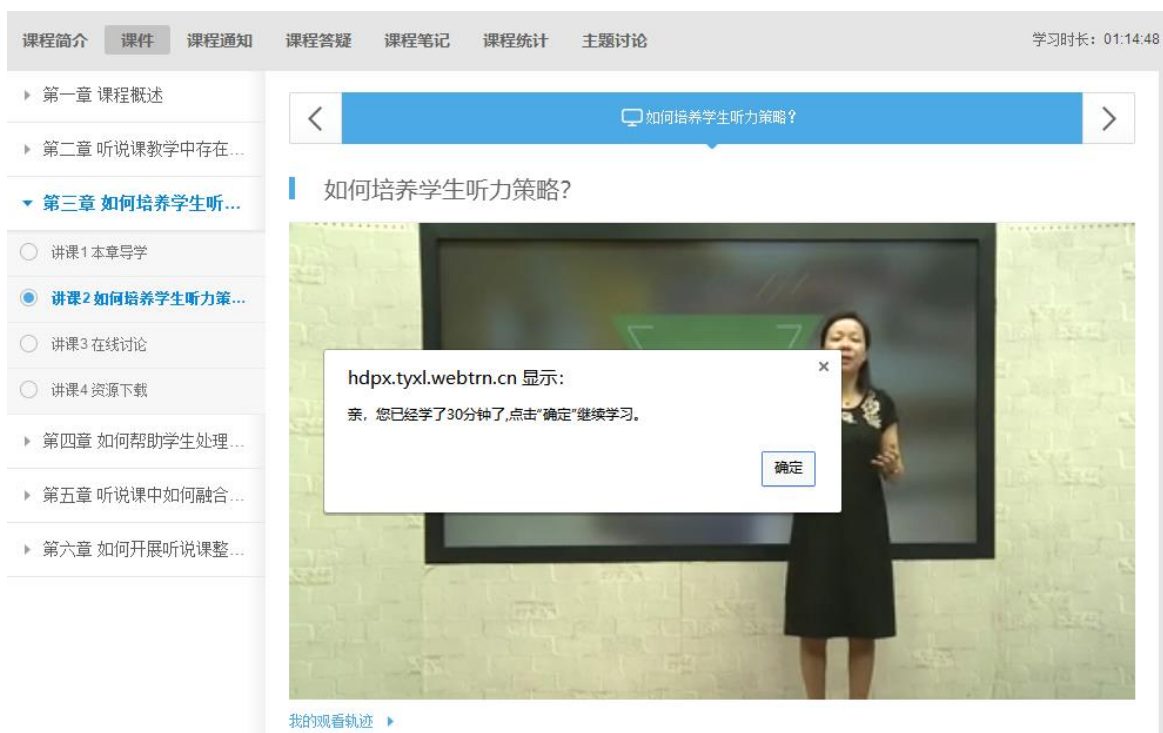 课程简介 课件 课程通知 课程答疑 课程笔记 课程统计 主题讨论 学习时长：01:14:48
第一章 课程概述
第二章 听说课教学中存在...
第三章 如何培养学生听...
讲课1 本章导学
讲课2 如何培养学生听力策...
讲课3 在线讨论
讲课4 资源下载
第四章 如何帮助学生处理...
第五章 听说课中如何融合...
第六章 如何开展听说课整...
如何培养学生听力策略？
如何培养学生听力策略？
hdpx.tyxl.webtrn.cn 显示：
亲，您已经学了30分钟了,点击“确定”继续学习。
确定
我的观看轨迹